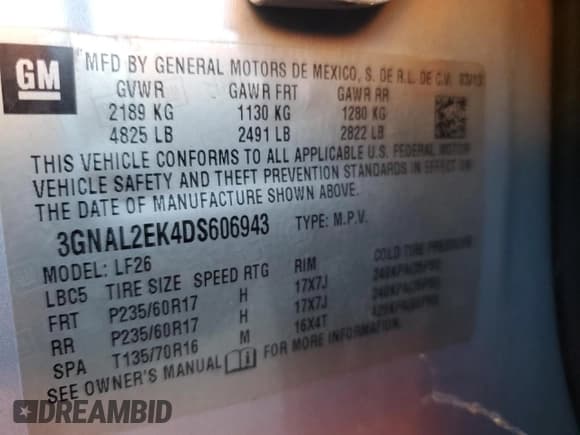 GM
MFD BY GENERAL MOTORS DE MEXICO, S. DE R.L. DE C.V. 03/13
GVWR GAWR FRT GAWR RR
2189 KG 1130 KG 1280 KG
4825 LB 2491 LB 2822 LB
THIS VEHICLE CONFORMS TO ALL APPLICABLE U.S. FEDERAL MOTOR
VEHICLE SAFETY AND THEFT PREVENTION STANDARDS IN EFFECT ON
THE DATE OF MANUFACTURE SHOWN ABOVE.
3GNAL2EK4DS606943 TYPE: M.P.V.
MODEL: LF26
LBC5 TIRE SIZE SPEED RTG RIM
FRT P235/60R17 H 17X7J
RR P235/60R17 H 17X7J
SPA T135/70R16 M 16X4T
SEE OWNER'S MANUAL FOR MORE INFORMATION.
DREAMBID